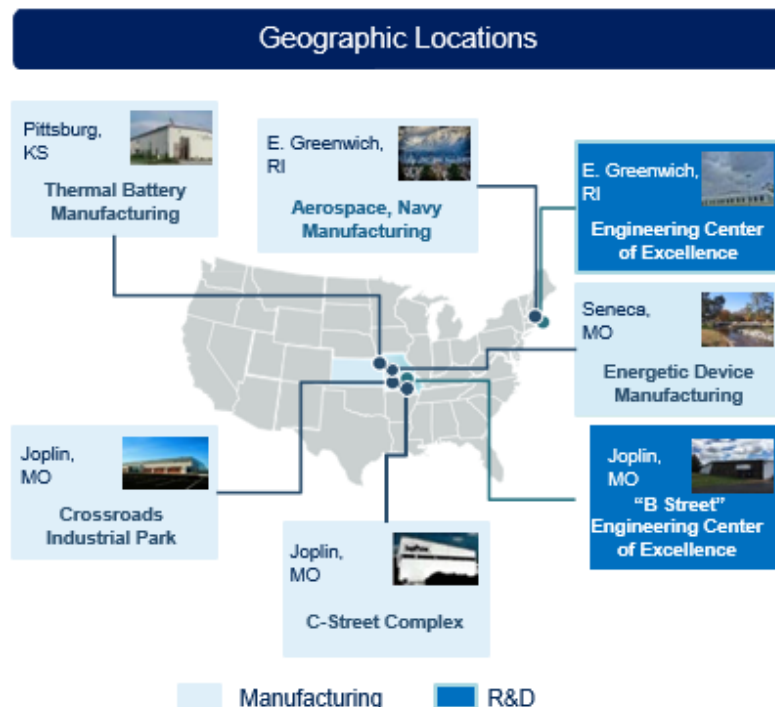 Geographic Locations
Pittsburg,
KS
Thermal Battery
Manufacturing
E. Greenwich,
RI
Aerospace, Navy
Manufacturing
E. Greenwich,
RI
Engineering Center
of Excellence
Seneca,
MO
Energetic Device
Manufacturing
Joplin,
MO
Crossroads
Industrial Park
Joplin,
MO
C-Street Complex
Joplin,
MO
“B Street”
Engineering Center
of Excellence
Manufacturing
R&D